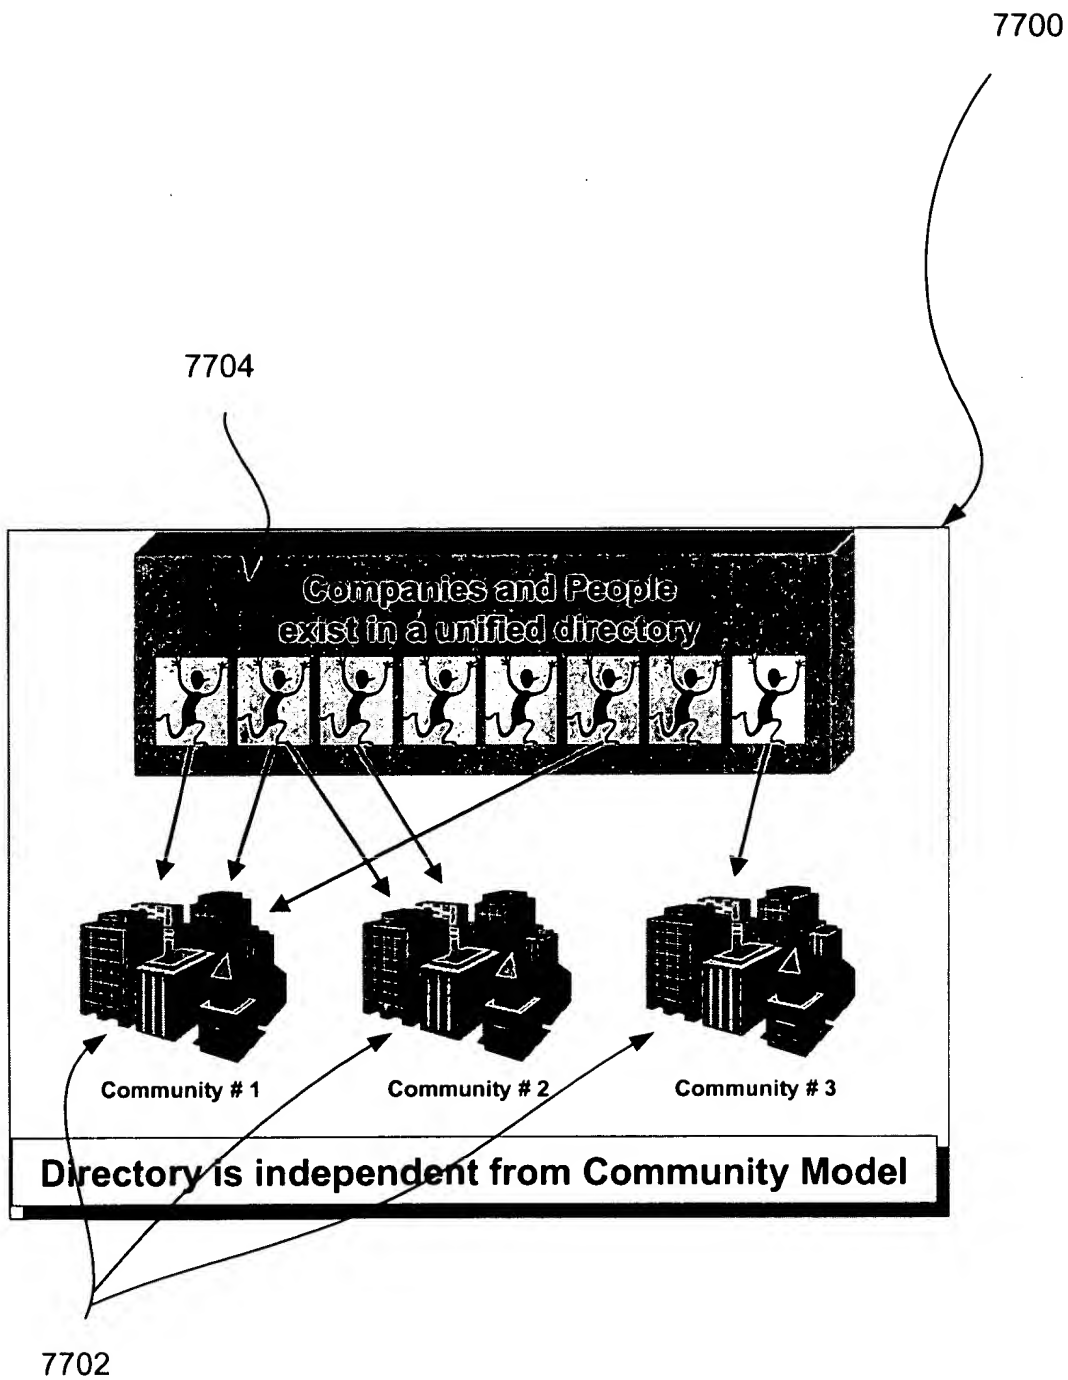 7700
7704
Companies and People
exist in a unified directory
Community # 1
Community # 2
Community # 3
Directory is independent from Community Model
7702